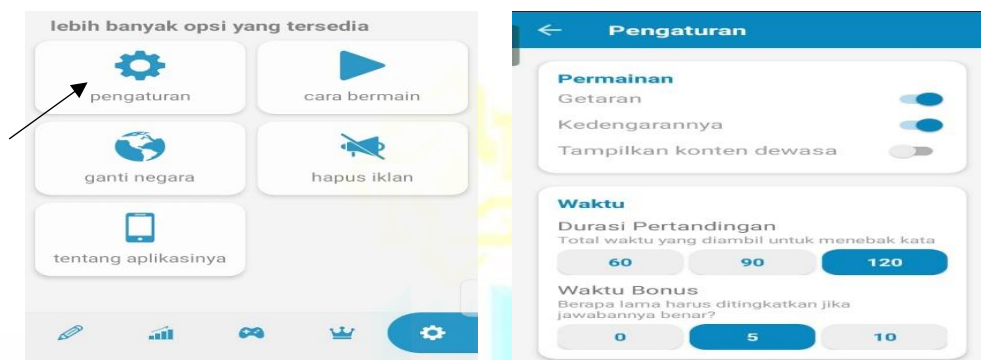 lebih banyak opsi yang tersedia
pengaturan
cara bermain
ganti negara
hapus iklan
tentang aplikasinya
Pengaturan
Permainan
Getaran
Kedengarannya
Tampilkan konten dewasa
Waktu
Durasi Pertandingan
Total waktu yang diambil untuk menebak kata
60 90 120
Waktu Bonus
Berapa lama harus ditingkatkan jika
jawabannya benar?
0 5 10